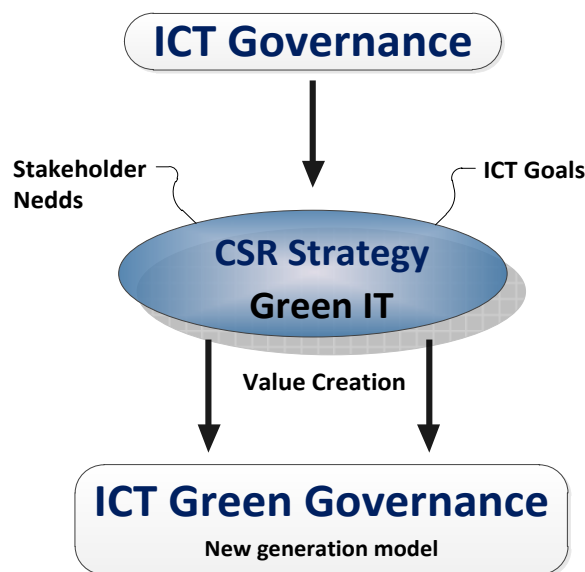 ICT Governance
Stakeholder
Nedds
ICT Goals
CSR Strategy
Green IT
Value Creation
ICT Green Governance
New generation model